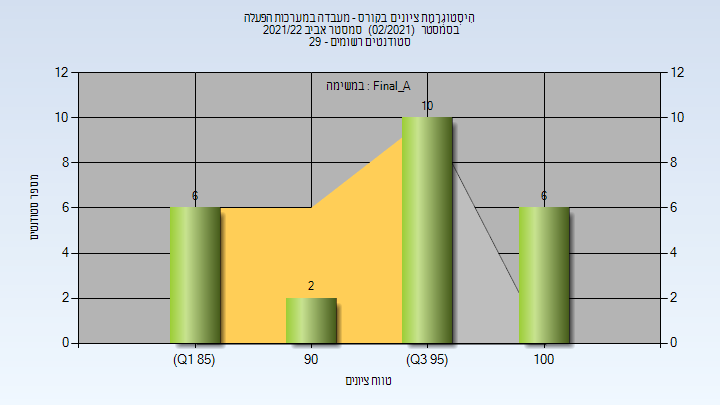 הִיסְטוֹגְרָמַת ציונים בקורס - מעבדה במערכות הפעלה
בסמסטר (02/2021) סמסטר אביב 2021/22
סטודנטים רשומים - 29
במשימה : Final_A
מספר סטודנטים
12 12
10 10
8 8
6 6
4 4
2 2
0 0
6 2 10 6
(Q1 85) 90 (Q3 95) 100
טווח ציונים